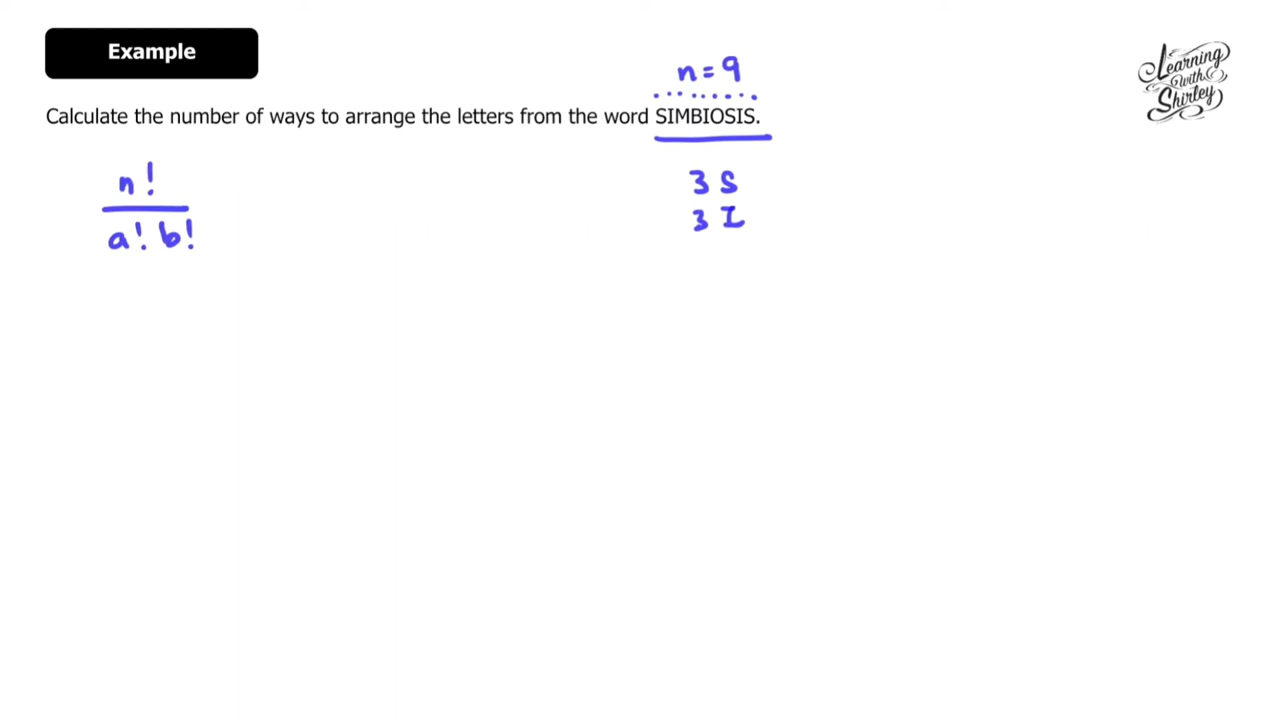 Example
Learning
with
Shirley
n = 9
Calculate the number of ways to arrange the letters from the word SIMBIOSIS.
n!
a! b!
3 S
3 I